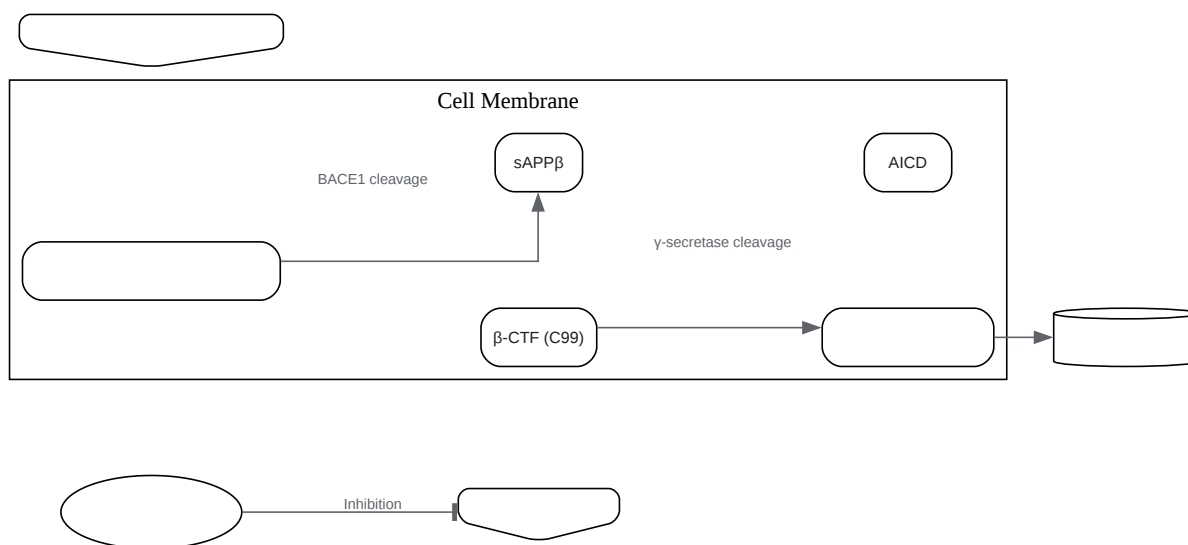 Cell Membrane
sAPPβ
AICD
BACE1 cleavage
γ-secretase cleavage
β-CTF (C99)
Inhibition